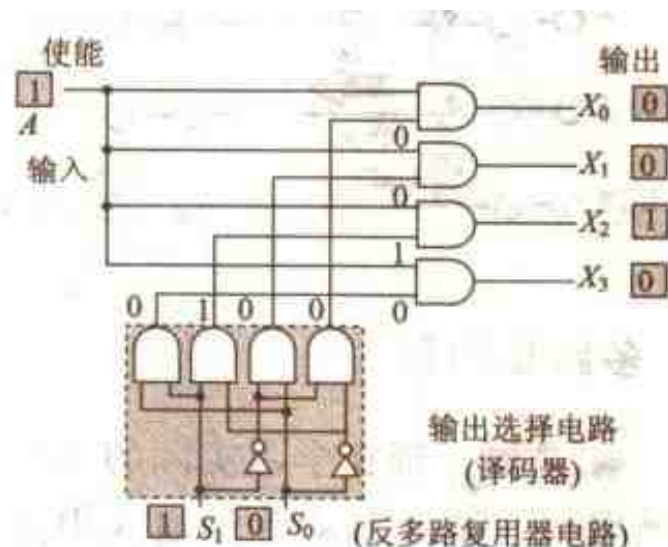 使能
输出
1
A
输入
X₀ 0
0
X₁ 0
0
X₂ 1
1
X₃ 0
0
0 1 0 0
输出选择电路
(译码器)
1 S₁ 0 S₀
(反多路复用器电路)